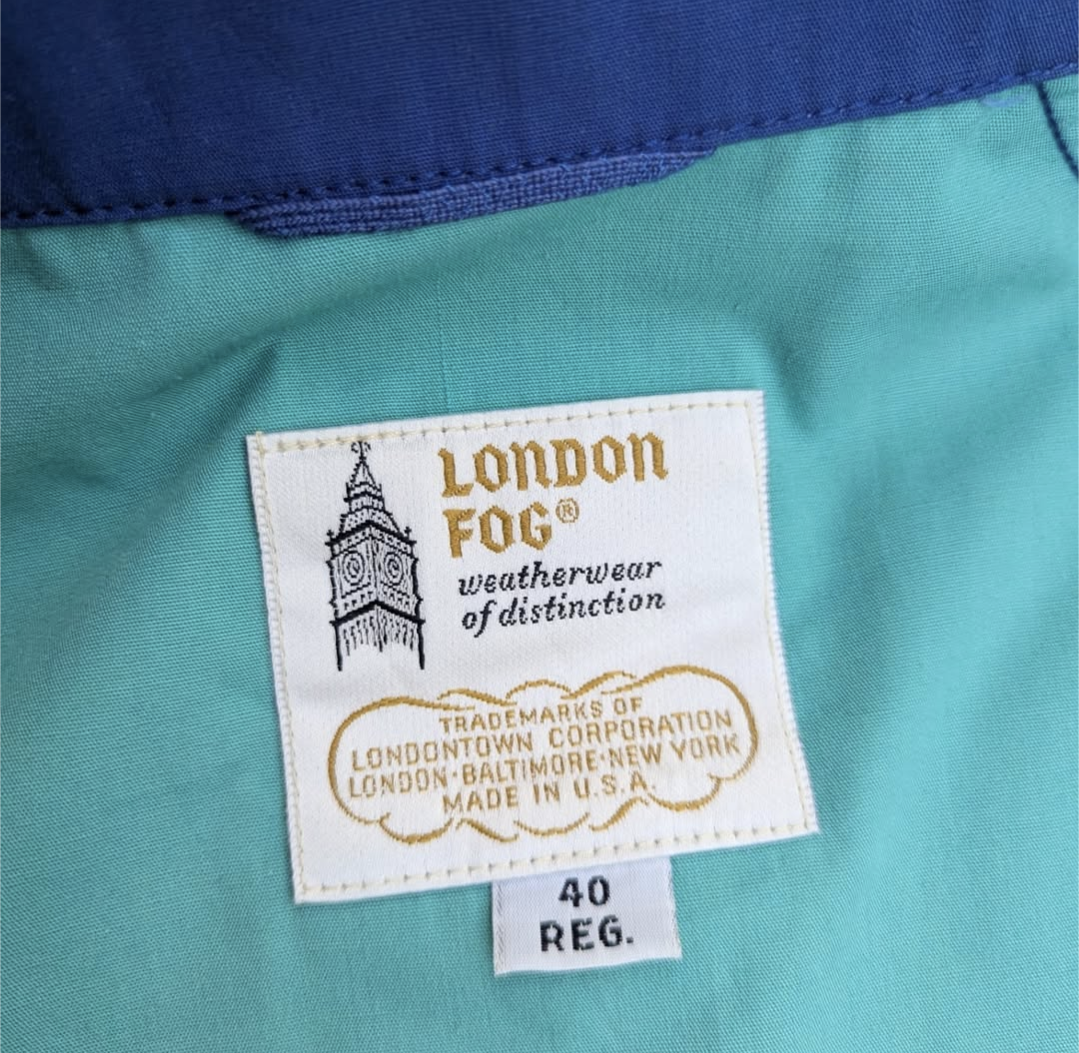 LONDON
FOG®
weatherwear
of distinction
TRADEMARKS OF
LONDONTOWN CORPORATION
LONDON·BALTIMORE·NEW YORK
MADE IN U.S.A.
40
REG.